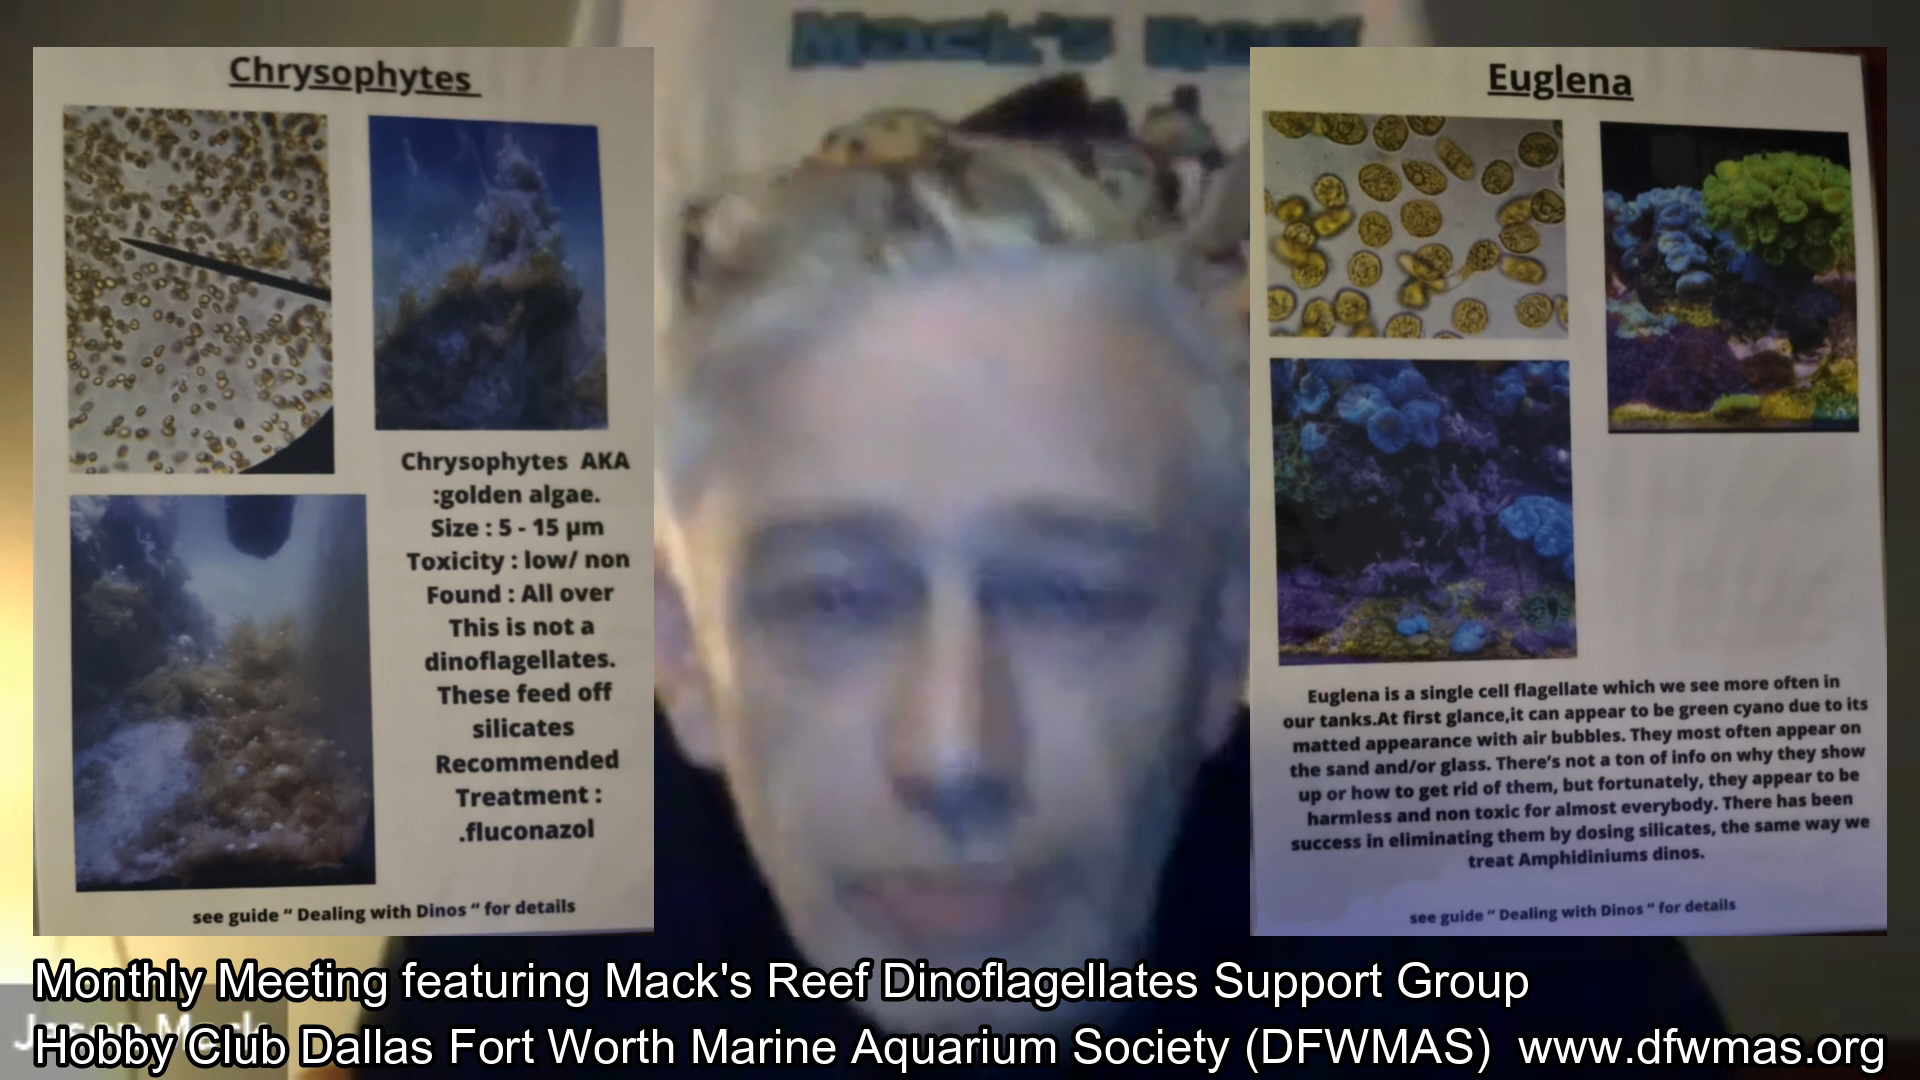 Mack's Reef
Chrysophytes
Chrysophytes AKA
:golden algae.
Size : 5 - 15 µm
Toxicity : low/ non
Found : All over
This is not a
dinoflagellates.
These feed off
silicates
Recommended
Treatment :
.fluconazol
see guide “ Dealing with Dinos “ for details
Euglena
Euglena is a single cell flagellate which we see more often in
our tanks.At first glance,it can appear to be green cyano due to its
matted appearance with air bubbles. They most often appear on
the sand and/or glass. There's not a ton of info on why they show
up or how to get rid of them, but fortunately, they appear to be
harmless and non toxic for almost everybody. There has been
success in eliminating them by dosing silicates, the same way we
treat Amphidiniums dinos.
see guide “ Dealing with Dinos “ for details
Monthly Meeting featuring Mack's Reef Dinoflagellates Support Group
Jason Mack
Hobby Club Dallas Fort Worth Marine Aquarium Society (DFWMAS) www.dfwmas.org